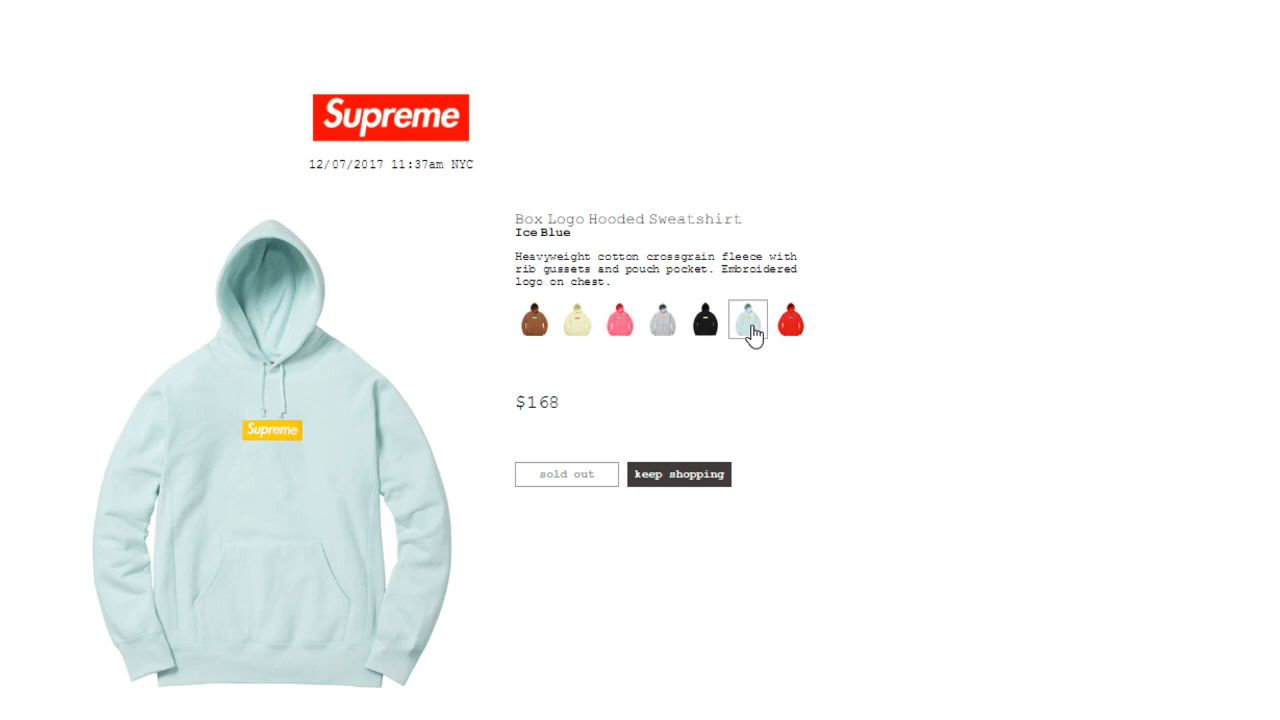 Supreme
12/07/2017 11:37am NYC
Box Logo Hooded Sweatshirt
Ice Blue
Heavyweight cotton crossgrain fleece with
rib gussets and pouch pocket. Embroidered
logo on chest.
$168
Supreme
sold out
keep shopping